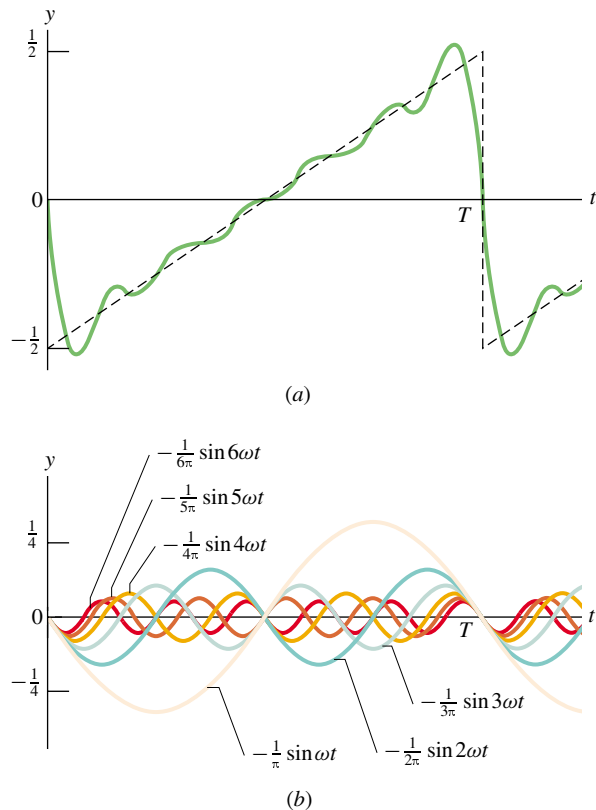 y
1/2
0
T
t
−1/2
(a)
y
−1/6π sin 6ωt
−1/5π sin 5ωt
1/4
−1/4π sin 4ωt
0
T
t
−1/4
−1/3π sin 3ωt
−1/π sin ωt
−1/2π sin 2ωt
(b)